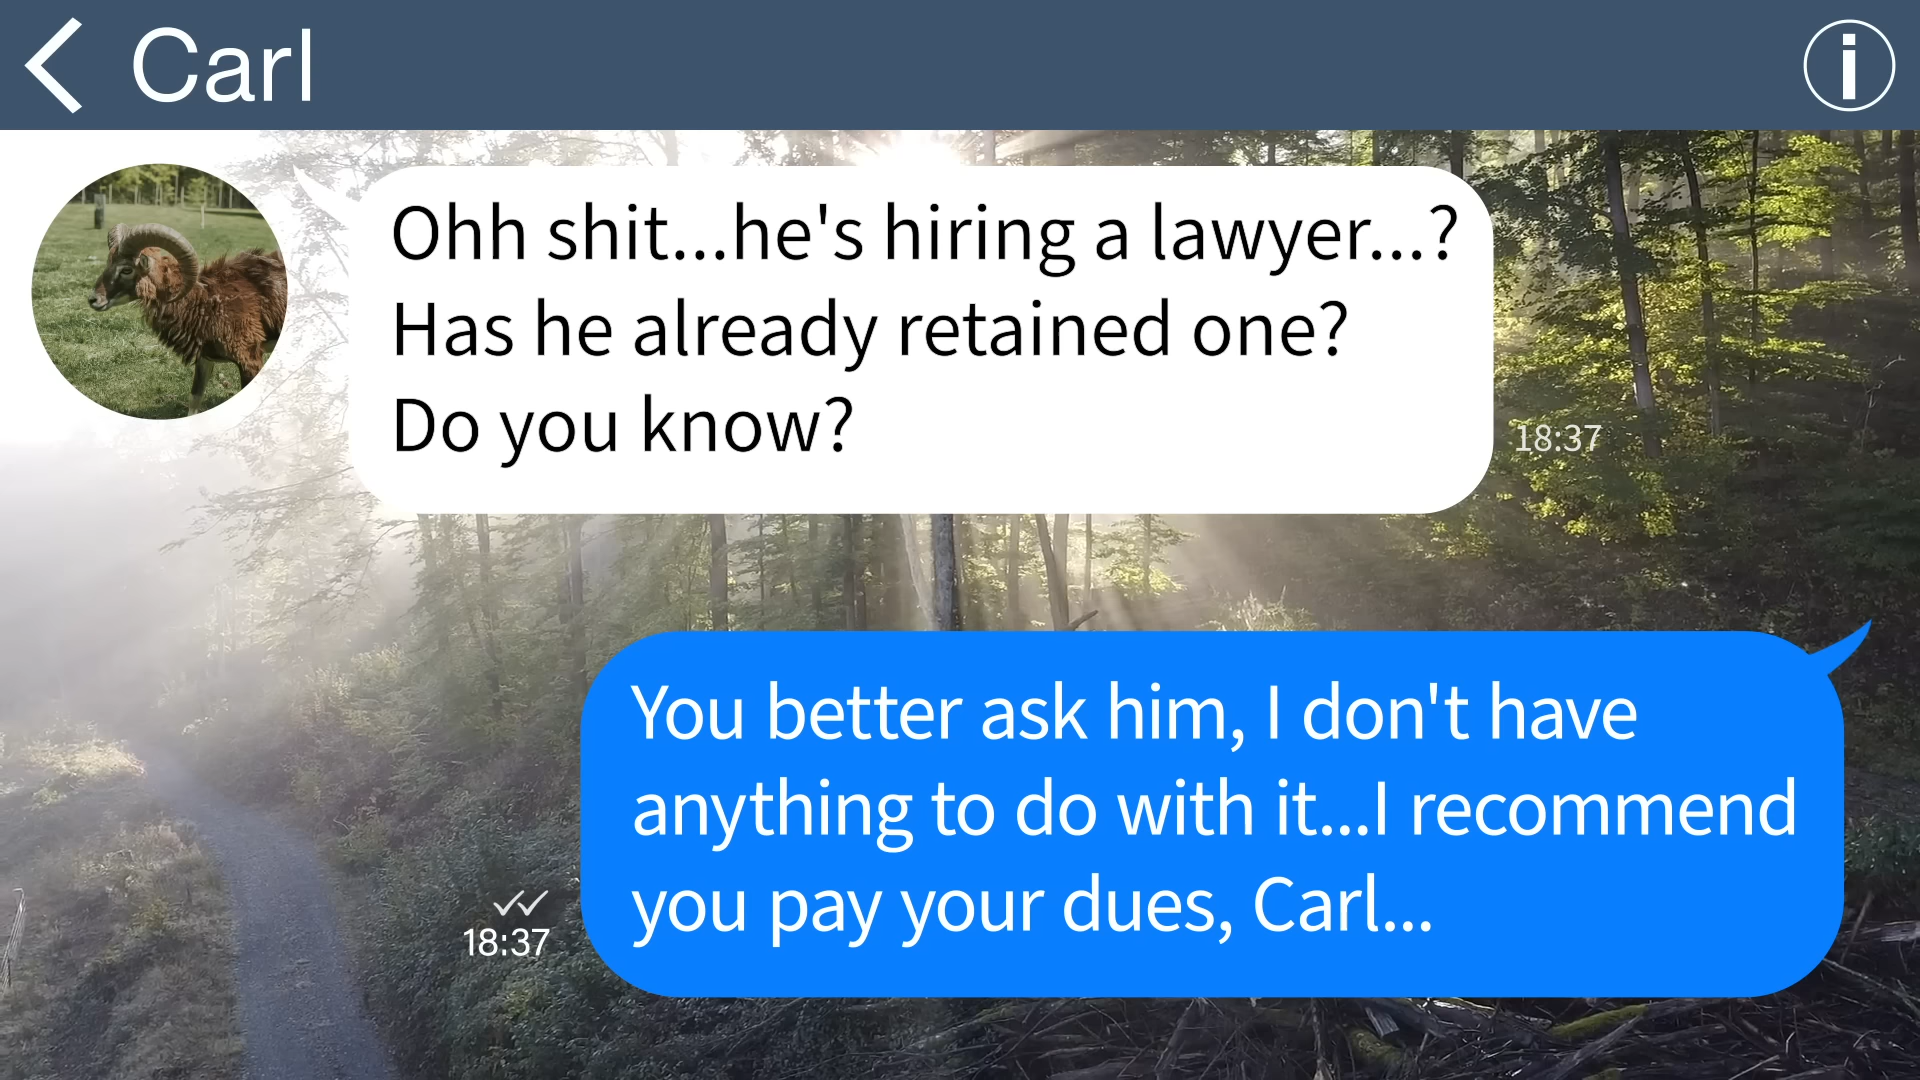 Carl
Ohh shit...he's hiring a lawyer...?
Has he already retained one?
Do you know?
18:37
You better ask him, I don't have
anything to do with it...I recommend
you pay your dues, Carl...
18:37